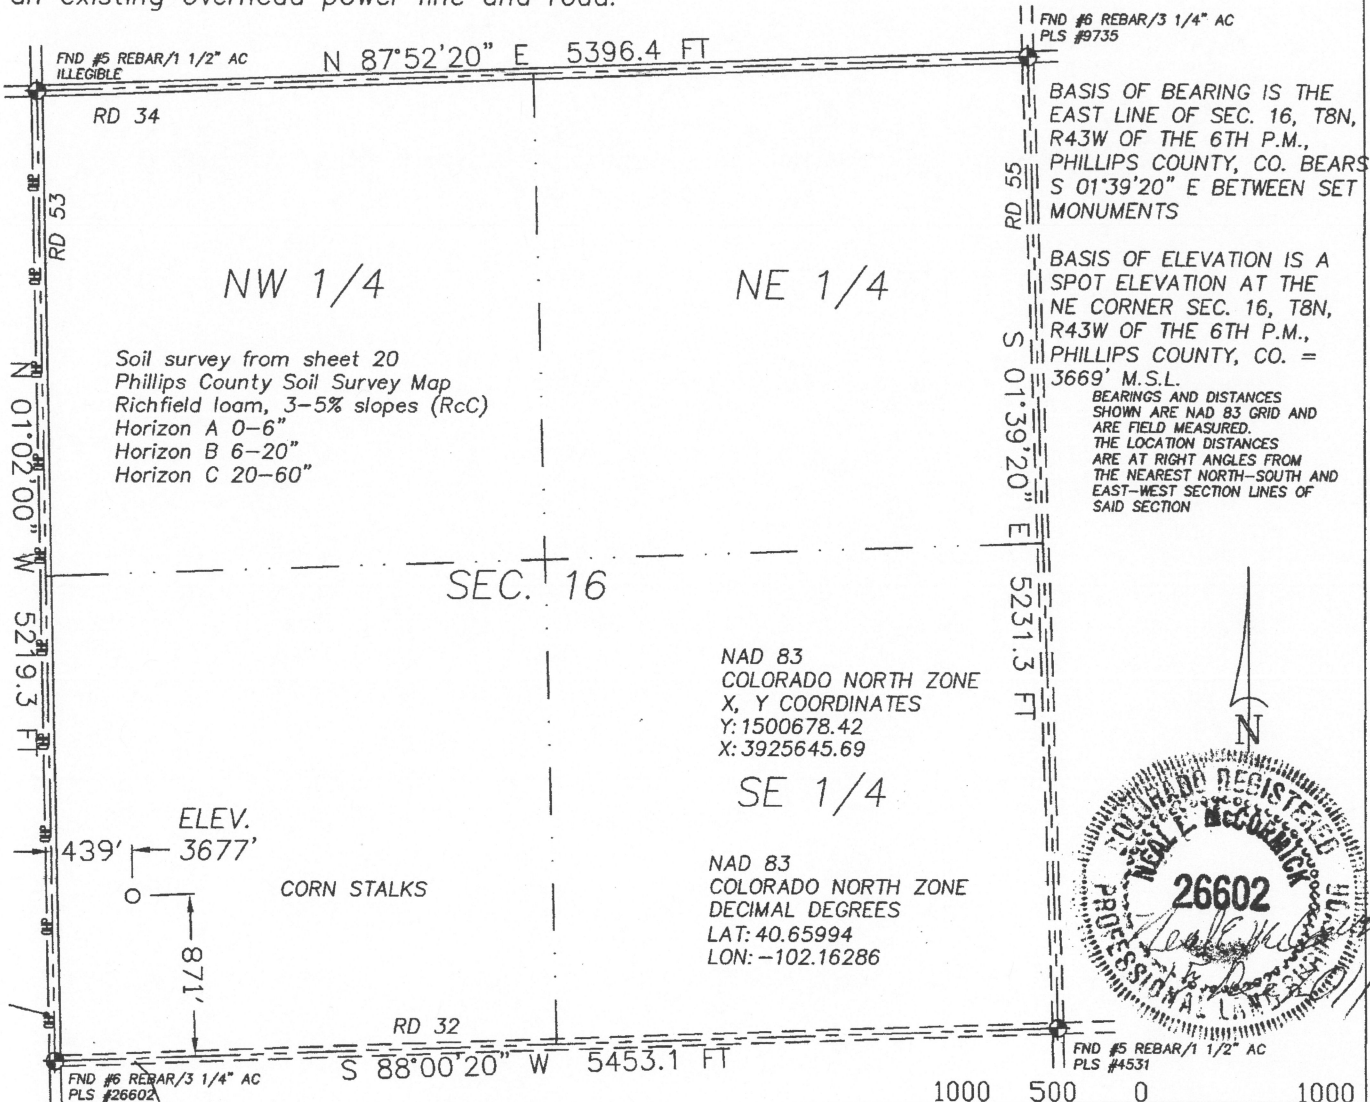 an existing overhead power line and road.
FND #5 REBAR/1 1/2" AC
ILLEGIBLE
N 87°52'20" E 5396.4 FT
FND #6 REBAR/3 1/4" AC
PLS #9735
RD 34
RD 53
RD 55
BASIS OF BEARING IS THE
EAST LINE OF SEC. 16, T8N,
R43W OF THE 6TH P.M.,
PHILLIPS COUNTY, CO. BEARS
S 01°39'20" E BETWEEN SET
MONUMENTS
BASIS OF ELEVATION IS A
SPOT ELEVATION AT THE
NE CORNER SEC. 16, T8N,
R43W OF THE 6TH P.M.,
PHILLIPS COUNTY, CO. =
3669' M.S.L.
BEARINGS AND DISTANCES
SHOWN ARE NAD 83 GRID AND
ARE FIELD MEASURED.
THE LOCATION DISTANCES
ARE AT RIGHT ANGLES FROM
THE NEAREST NORTH-SOUTH AND
EAST-WEST SECTION LINES OF
SAID SECTION
NW 1/4
NE 1/4
Soil survey from sheet 20
Phillips County Soil Survey Map
Richfield loam, 3-5% slopes (RcC)
Horizon A 0-6"
Horizon B 6-20"
Horizon C 20-60"
N 01°02'00" W 5219.3 FT
OHP
OHP
OHP
OHP
OHP
OHP
OHP
OHP
OHP
OHP
S 01°39'20" E 5231.3 FT
SEC. 16
NAD 83
COLORADO NORTH ZONE
X, Y COORDINATES
Y: 1500678.42
X: 3925645.69
SE 1/4
NAD 83
COLORADO NORTH ZONE
DECIMAL DEGREES
LAT: 40.65994
LON: -102.16286
N
COLORADO REGISTERED
NEAL E. McCORMICK
26602
PROFESSIONAL LAND
439'
ELEV.
3677'
CORN STALKS
871'
RD 32
S 88°00'20" W 5453.1 FT
FND #6 REBAR/3 1/4" AC
PLS #26602
FND #5 REBAR/1 1/2" AC
PLS #4531
1000 500 0 1000